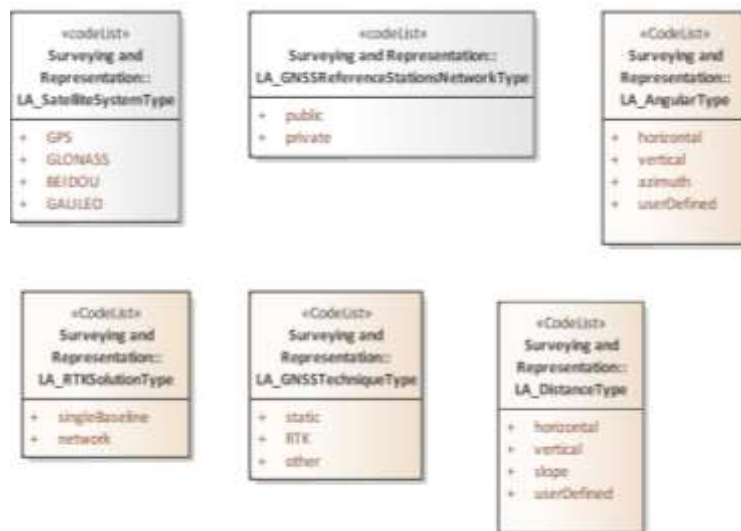 «codeList»
Surveying and
Representation::
LA_SatelliteSystemType
+ GPS
+ GLONASS
+ BEIDOU
+ GALILEO
«codeList»
Surveying and Representation::
LA_GNSSReferenceStationsNetworkType
+ public
+ private
«CodeList»
Surveying and
Representation::
LA_AngularType
+ horizontal
+ vertical
+ azimuth
+ userDefined
«CodeList»
Surveying and
Representation::
LA_RTKSolutionType
+ singleBaseline
+ network
«CodeList»
Surveying and
Representation::
LA_GNSSTechniqueType
+ static
+ RTK
+ other
«CodeList»
Surveying and
Representation::
LA_DistanceType
+ horizontal
+ vertical
+ slope
+ userDefined